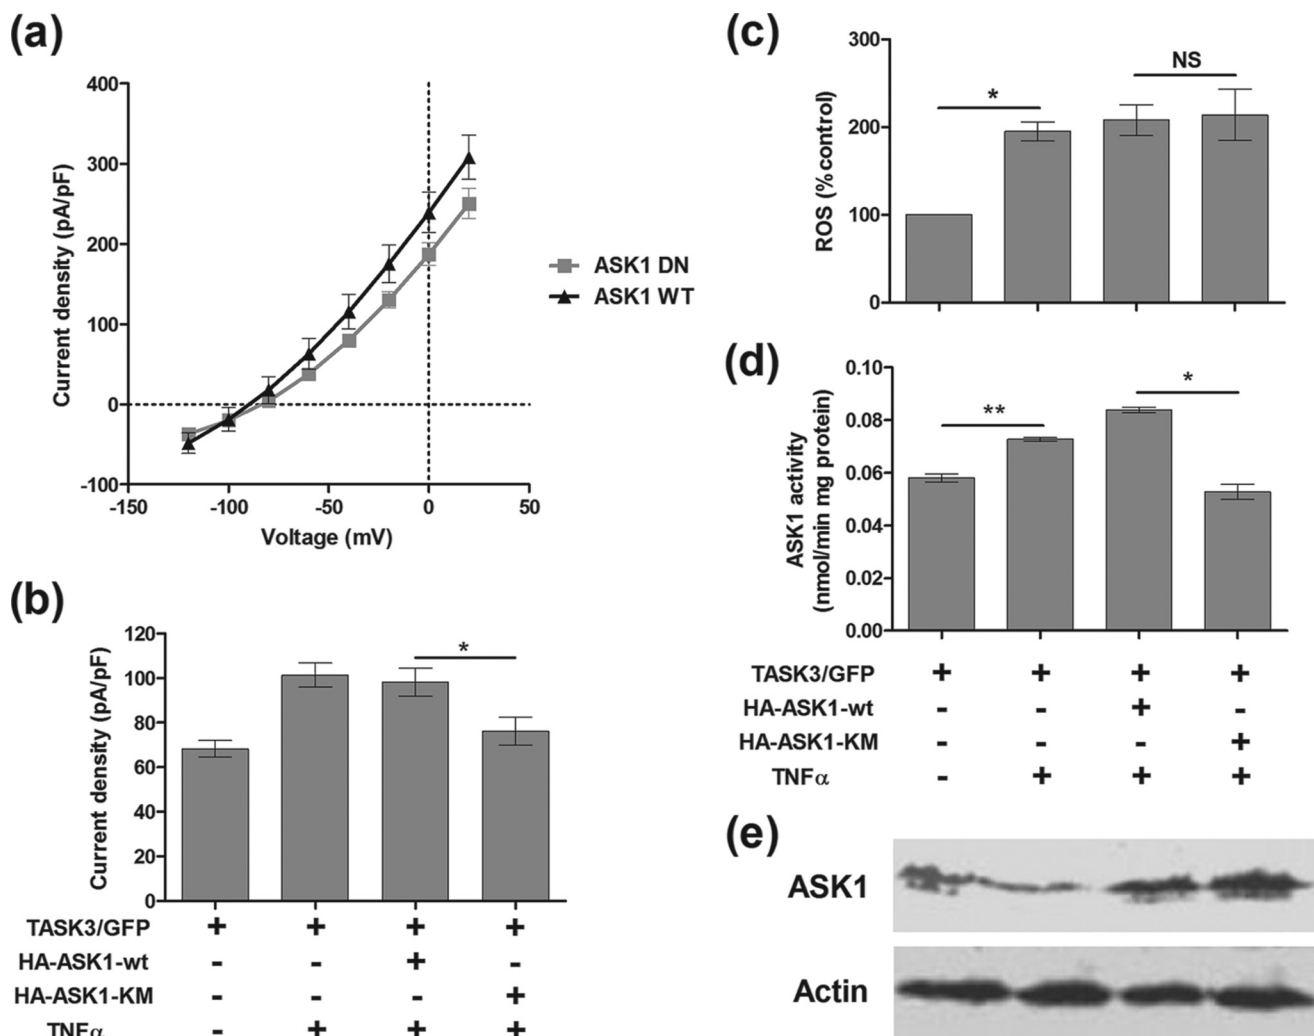 (a)
400
300
200
100
0
-100
-150 -100 -50 0 50
Current density (pA/pF)
Voltage (mV)
ASK1 DN
ASK1 WT
(b)
120
100
80
60
40
20
0
Current density (pA/pF)
*
TASK3/GFP + + + +
HA-ASK1-wt - - + -
HA-ASK1-KM - - - +
TNFα - + + +
(c)
300
200
100
0
ROS (% control)
*
NS
(d)
0.10
0.08
0.06
0.04
0.02
0.00
ASK1 activity
(nmol/min mg protein)
**
*
TASK3/GFP + + + +
HA-ASK1-wt - - + -
HA-ASK1-KM - - - +
TNFα - + + +
(e)
ASK1
Actin